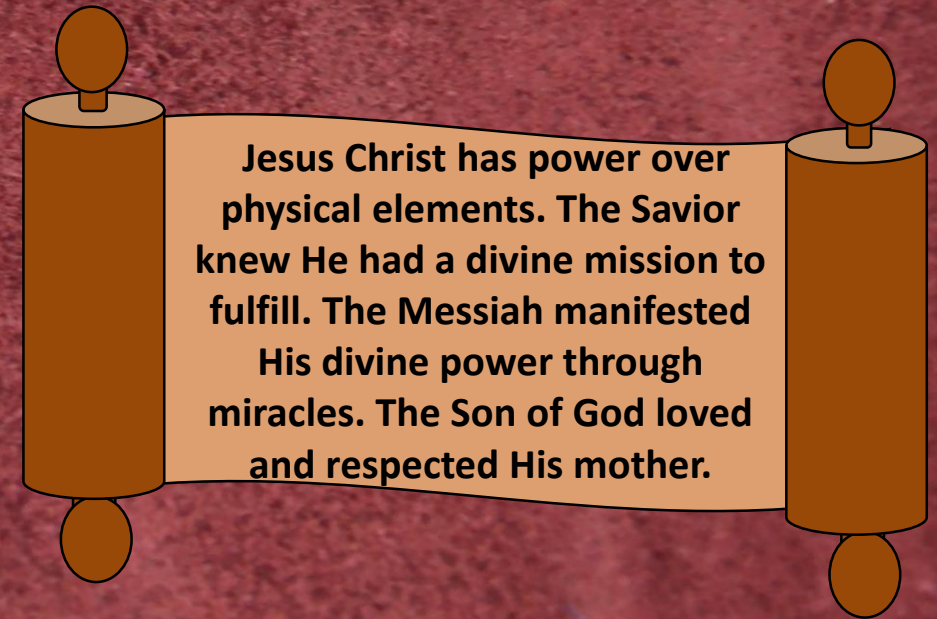 Jesus Christ has power over
physical elements. The Savior
knew He had a divine mission to
fulfill. The Messiah manifested
His divine power through
miracles. The Son of God loved
and respected His mother.